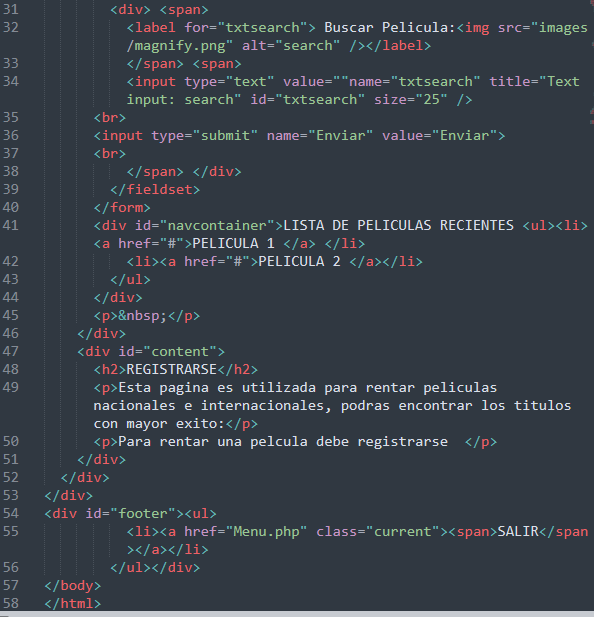 31 <div> <span>
32 <label for="txtsearch"> Buscar Pelicula:<img src="images
/magnify.png" alt="search" /></label>
33 </span> <span>
34 <input type="text" value=""name="txtsearch" title="Text
input: search" id="txtsearch" size="25" />
35 <br>
36 <input type="submit" name="Enviar" value="Enviar">
37 <br>
38 </span> </div>
39 </fieldset>
40 </form>
41 <div id="navcontainer">LISTA DE PELICULAS RECIENTES <ul><li>
<a href="#">PELICULA 1 </a> </li>
42 <li><a href="#">PELICULA 2 </a></li>
43 </ul>
44 </div>
45 <p>&nbsp;</p>
46 </div>
47 <div id="content">
48 <h2>REGISTRARSE</h2>
49 <p>Esta pagina es utilizada para rentar peliculas
nacionales e internacionales, podras encontrar los titulos
con mayor exito:</p>
50 <p>Para rentar una pelcula debe registrarse  </p>
51 </div>
52 </div>
53 </div>
54 <div id="footer"><ul>
55 <li><a href="Menu.php" class="current"><span>SALIR</span
></a></li>
56 </ul></div>
57 </body>
58 </html>